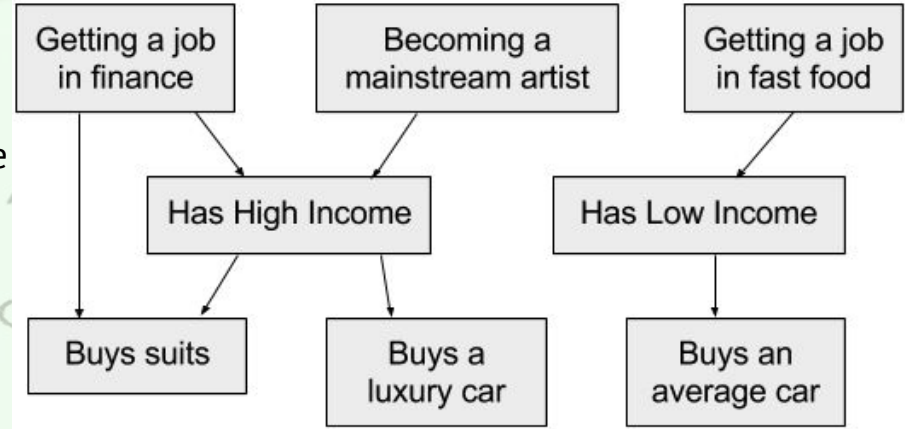 Getting a job
in finance
Becoming a
mainstream artist
Getting a job
in fast food
e
Has High Income
Has Low Income
Buys suits
Buys a
luxury car
Buys an
average car